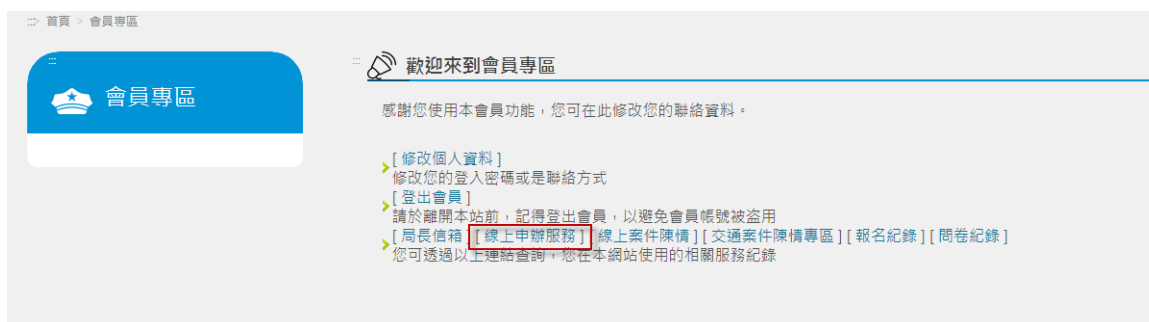 ::> 首頁 > 會員專區
會員專區
歡迎來到會員專區
感謝您使用本會員功能，您可在此修改您的聯絡資料。
[ 修改個人資料 ]
修改您的登入密碼或是聯絡方式
[ 登出會員 ]
請於離開本站前，記得登出會員，以避免會員帳號被盜用
[ 局長信箱 ] [ 線上申辦服務 ] [ 線上案件陳情 ] [ 交通案件陳情專區 ] [ 報名紀錄 ] [ 問卷紀錄 ]
您可透過以上連結查詢，您在本網站使用的相關服務紀錄